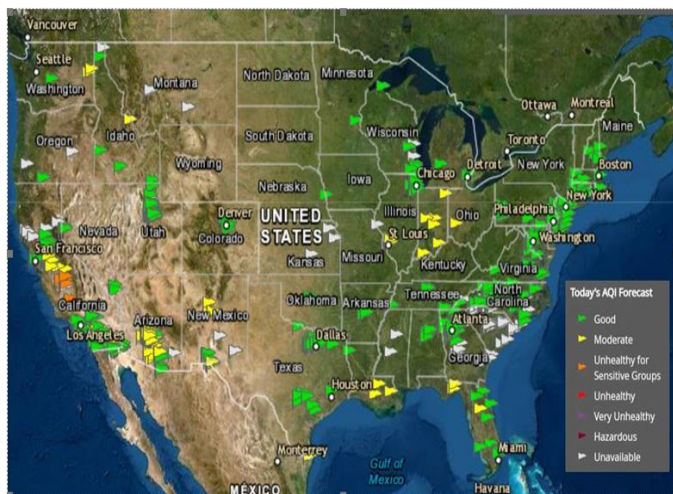 Vancouver
Seattle
Washington
Montana
North Dakota
Minnesota
Ottawa
Montreal
Maine
Oregon
Idaho
South Dakota
Wisconsin
Toronto
Wyoming
Detroit
New York
Boston
Iowa
Chicago
Nebraska
New York
Nevada
Utah
Denver
Colorado
UNITED
STATES
Illinois
Ohio
Philadelphia
San Francisco
Kansas
Missouri
St Louis
Kentucky
Washington
Virginia
California
Oklahoma
Arkansas
Tennessee
North
Carolina
Los Angeles
Arizona
New Mexico
Dallas
Atlanta
Georgia
Texas
Houston
Monterrey
Gulf of
Mexico
Miami
MÉXICO
Havana
Today's AQI Forecast
Good
Moderate
Unhealthy for
Sensitive Groups
Unhealthy
Very Unhealthy
Hazardous
Unavailable